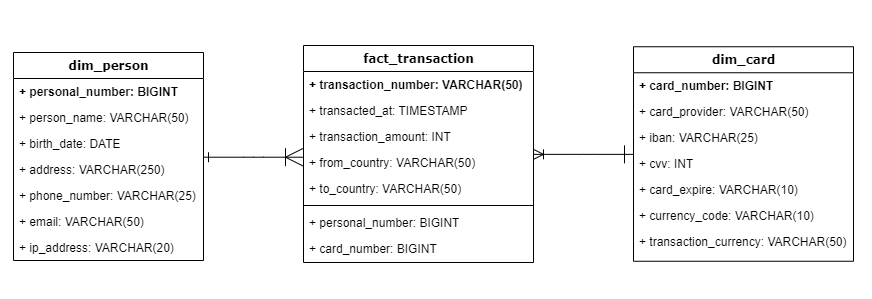 dim_person
+ personal_number: BIGINT
+ person_name: VARCHAR(50)
+ birth_date: DATE
+ address: VARCHAR(250)
+ phone_number: VARCHAR(25)
+ email: VARCHAR(50)
+ ip_address: VARCHAR(20)
fact_transaction
+ transaction_number: VARCHAR(50)
+ transacted_at: TIMESTAMP
+ transaction_amount: INT
+ from_country: VARCHAR(50)
+ to_country: VARCHAR(50)
+ personal_number: BIGINT
+ card_number: BIGINT
dim_card
+ card_number: BIGINT
+ card_provider: VARCHAR(50)
+ iban: VARCHAR(25)
+ cvv: INT
+ card_expire: VARCHAR(10)
+ currency_code: VARCHAR(10)
+ transaction_currency: VARCHAR(50)